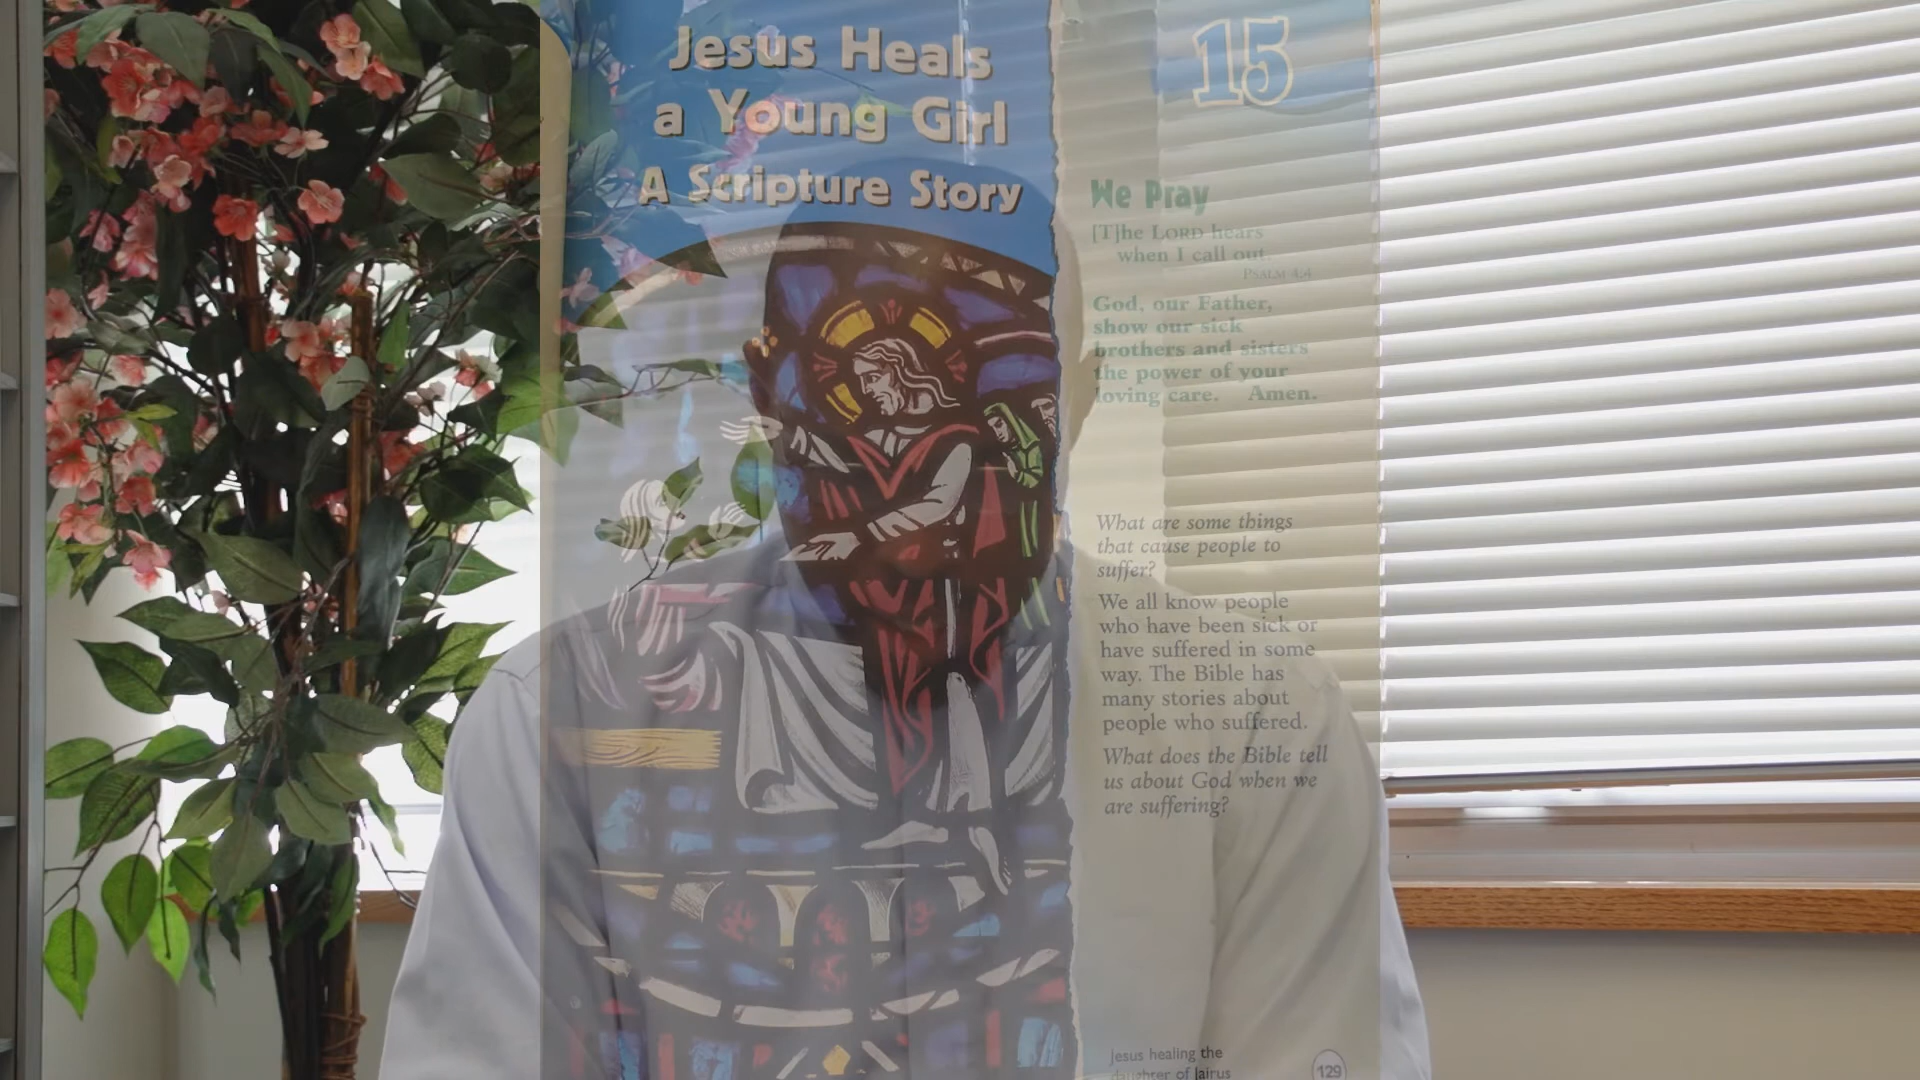 Jesus Heals
a Young Girl
A Scripture Story
15
We Pray
[T]he LORD hears
when I call out.
PSALM 4:4
God, our Father,
show our sick
brothers and sisters
the power of your
loving care. Amen.
What are some things
that cause people to
suffer?
We all know people
who have been sick or
have suffered in some
way. The Bible has
many stories about
people who suffered.
What does the Bible tell
us about God when we
are suffering?
Jesus healing the
daughter of Jairus
129